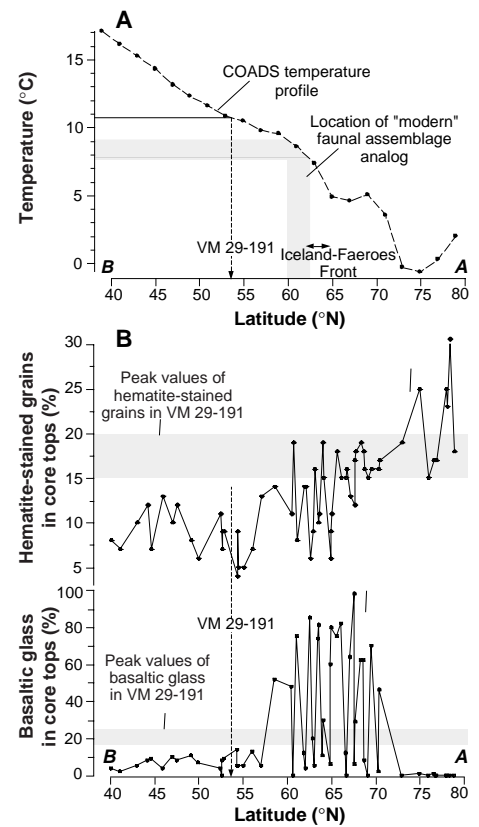 A
Temperature (°C)
15
10
5
0
COADS temperature
profile
Location of "modern"
faunal assemblage
analog
VM 29-191
Iceland-Faeroes
Front
B
A
40 45 50 55 60 65 70 75 80
Latitude (°N)
B
Hematite-stained grains
in core tops (%)
30
25
20
15
10
5
Peak values of
hematite-stained
grains in VM 29-191
VM 29-191
Basaltic glass
in core tops (%)
100
80
60
40
20
0
Peak values of
basaltic glass
in VM 29-191
B
A
40 45 50 55 60 65 70 75 80
Latitude (°N)